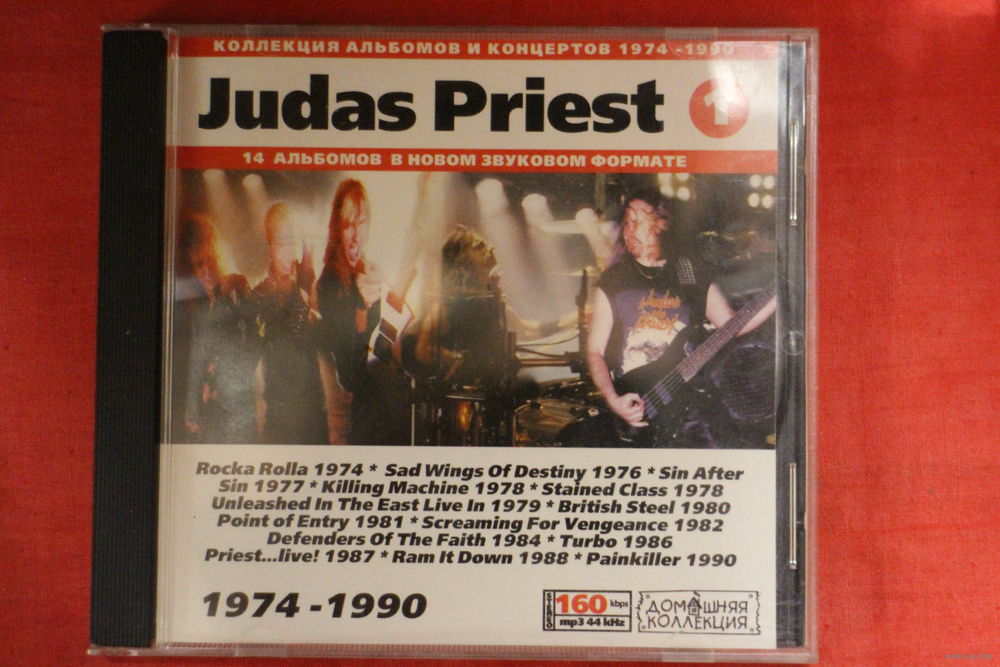 КОЛЛЕКЦИЯ АЛЬБОМОВ И КОНЦЕРТОВ 1974 -1990
Judas Priest 1
14 АЛЬБОМОВ В НОВОМ ЗВУКОВОМ ФОРМАТЕ
Judas
Rocka Rolla 1974 * Sad Wings Of Destiny 1976 * Sin After
Sin 1977 * Killing Machine 1978 * Stained Class 1978
Unleashed In The East Live In 1979 * British Steel 1980
Point of Entry 1981 * Screaming For Vengeance 1982
Defenders Of The Faith 1984 * Turbo 1986
Priest...live! 1987 * Ram It Down 1988 * Painkiller 1990
1974 -1990
STEREO
160 kbps
mp3 44 kHz
ДОМАШНЯЯ
КОЛЛЕКЦИЯ